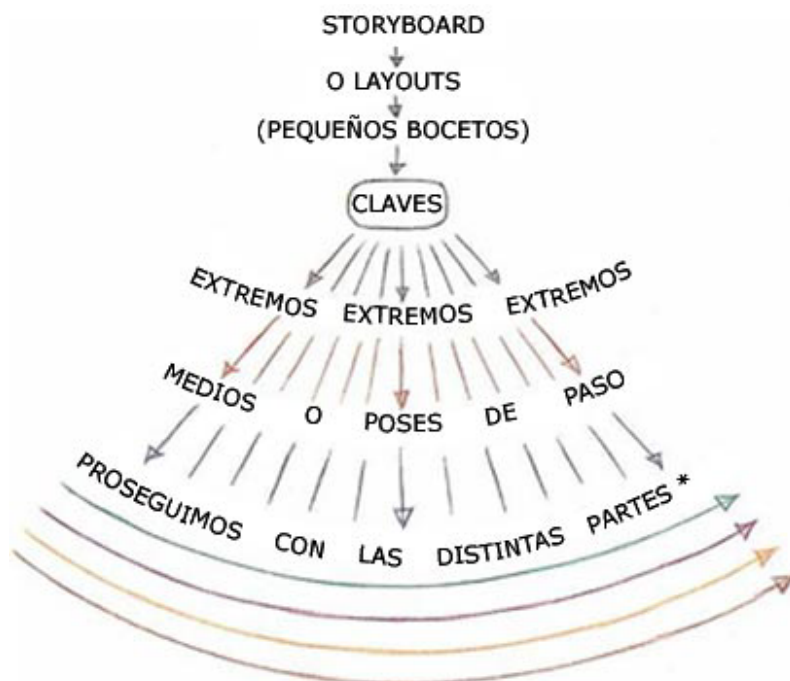 STORYBOARD
O LAYOUTS
(PEQUEÑOS BOCETOS)
CLAVES
EXTREMOS EXTREMOS EXTREMOS
MEDIOS O POSES DE PASO
PROSEGUIMOS CON LAS DISTINTAS PARTES *